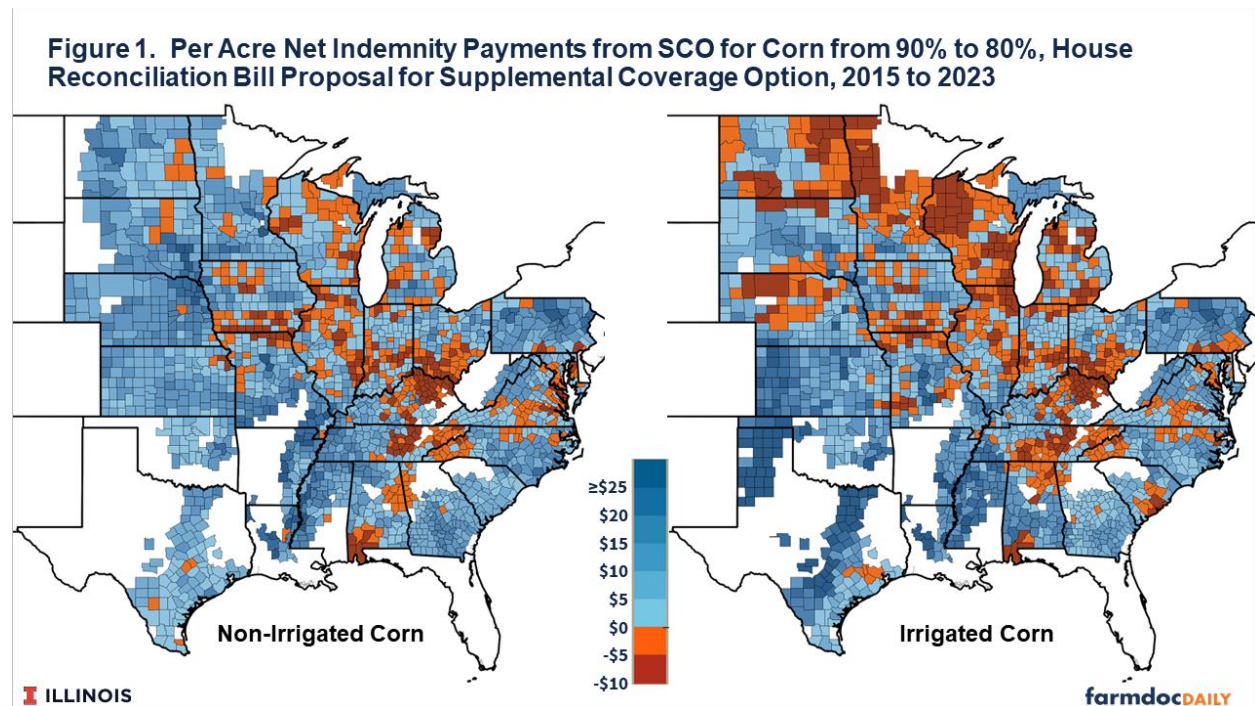 Figure 1. Per Acre Net Indemnity Payments from SCO for Corn from 90% to 80%, House
Reconciliation Bill Proposal for Supplemental Coverage Option, 2015 to 2023
≥$25
$20
$15
$10
$5
$0
-$5
-$10
Non-Irrigated Corn
Irrigated Corn
I ILLINOIS
farmdocDAILY